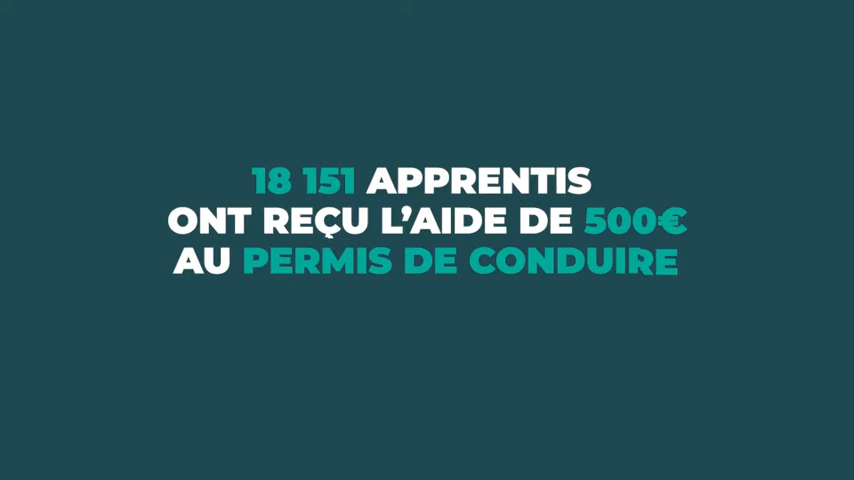 18 151 APPRENTIS
ONT REÇU L’AIDE DE 500€
AU PERMIS DE CONDUIRE